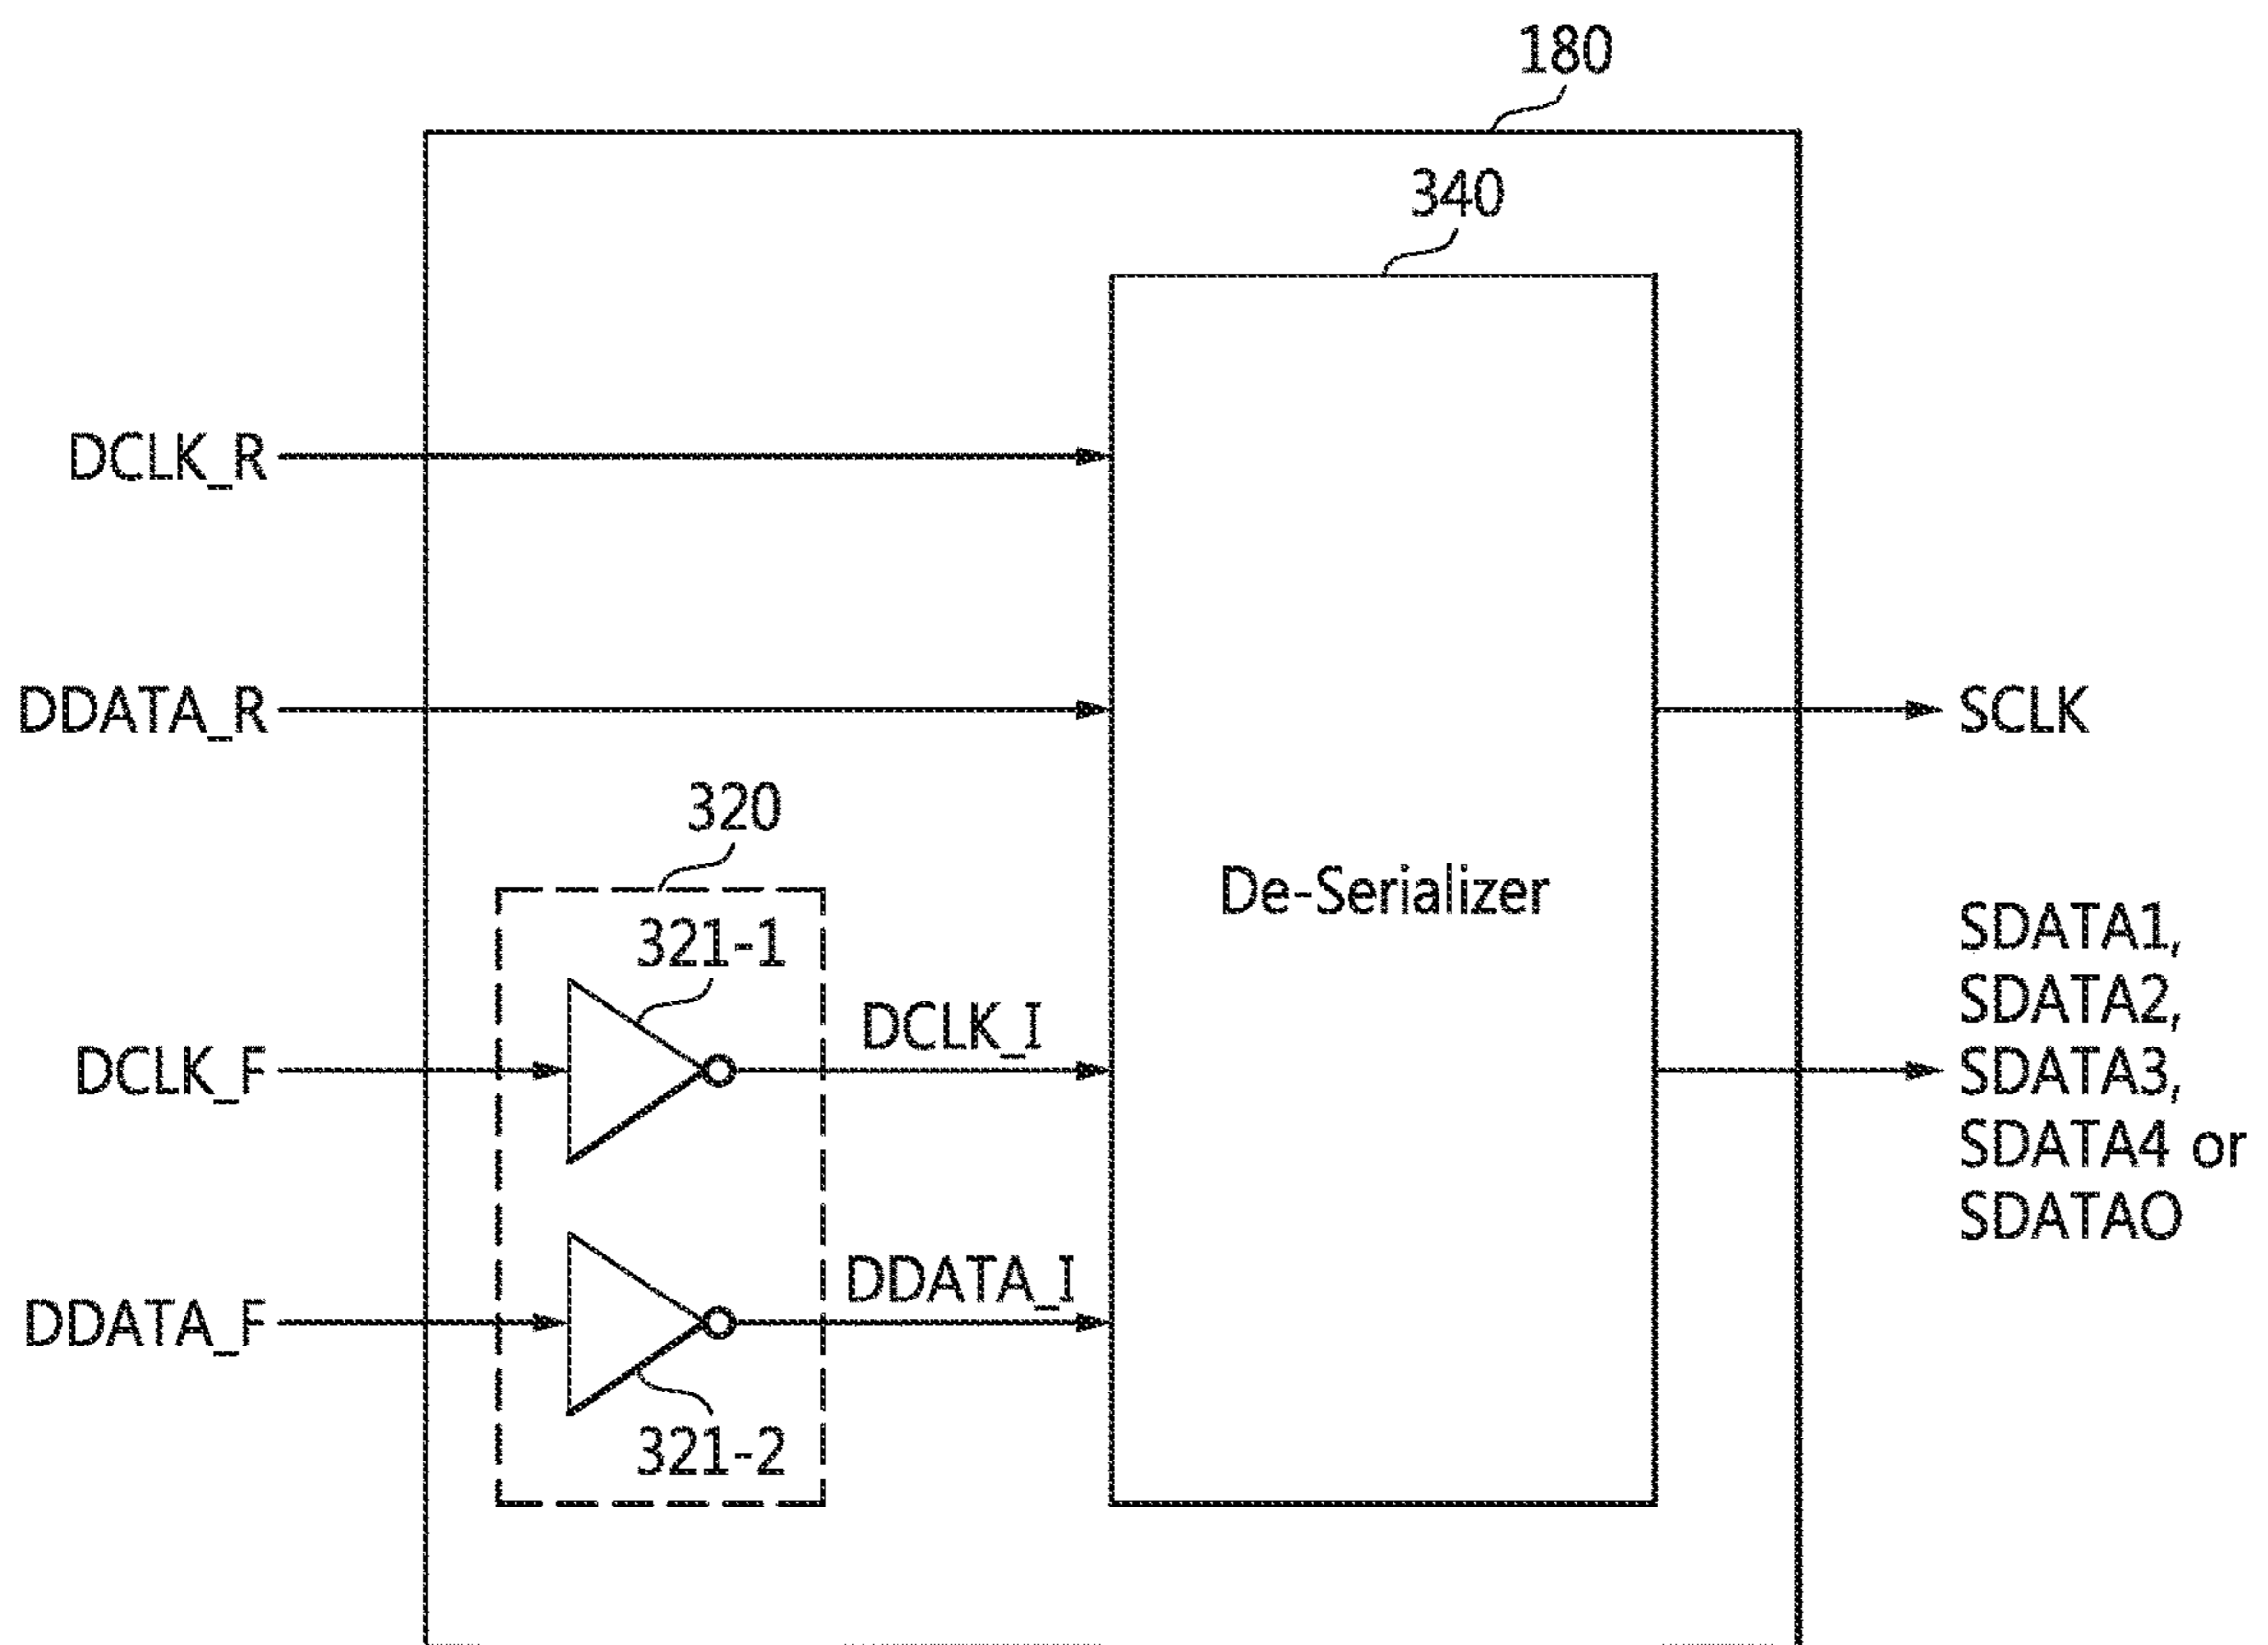 180
340
DCLK_R
DDATA_R
SCLK
320
De-Serializer
321-1
SDATA1,
SDATA2,
SDATA3,
SDATA4 or
SDATAO
DCLK_I
DCLK_F
DDATA_I
DDATA_F
321-2